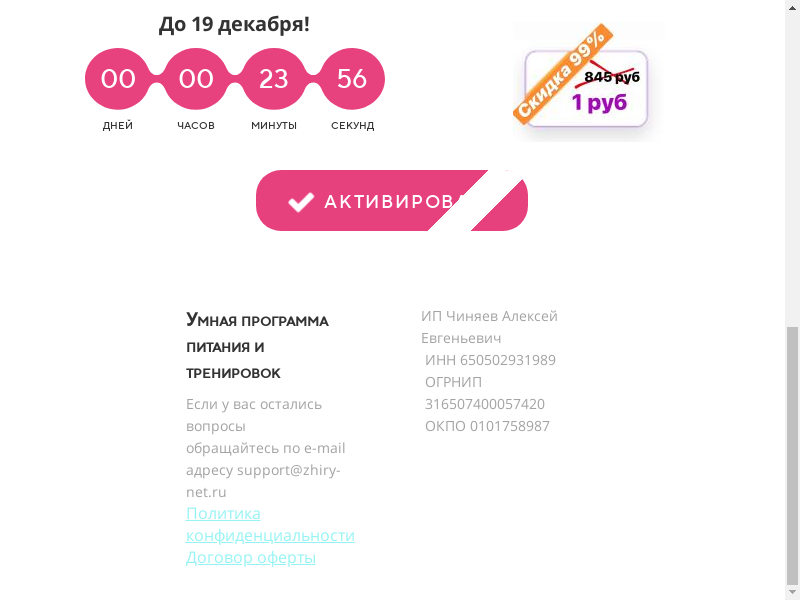 До 19 декабря!
00 00 23 56
ДНЕЙ ЧАСОВ МИНУТЫ СЕКУНД
Скидка 99%
845 руб
1 руб
Умная программа
питания и
тренировок
Если у вас остались
вопросы
обращайтесь по e-mail
адресу support@zhiry-
net.ru
Политика
конфиденциальности
Договор оферты
ИП Чиняев Алексей
Евгеньевич
ИНН 650502931989
ОГРНИП
316507400057420
ОКПО 0101758987